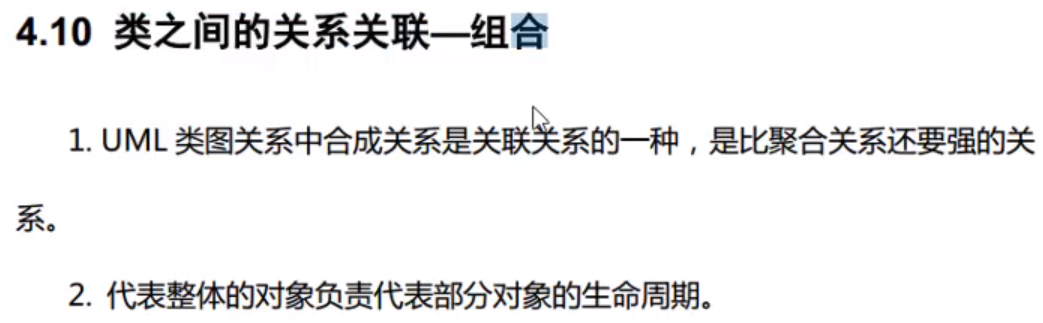 4.10 类之间的关系关联—组合
1. UML 类图关系中合成关系是关联关系的一种，是比聚合关系还要强的关
系。
2. 代表整体的对象负责代表部分对象的生命周期。